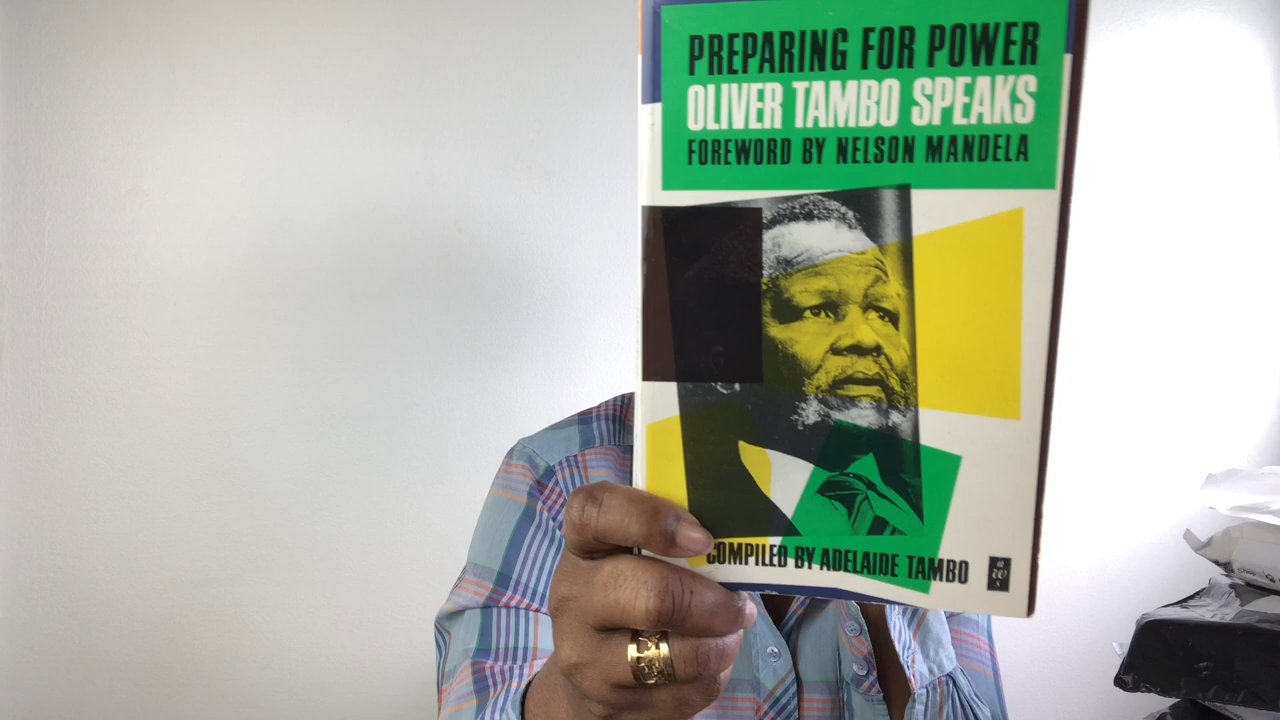 PREPARING FOR POWER
OLIVER TAMBO SPEAKS
FOREWORD BY NELSON MANDELA
COMPILED BY ADELAIDE TAMBO
a
w
s